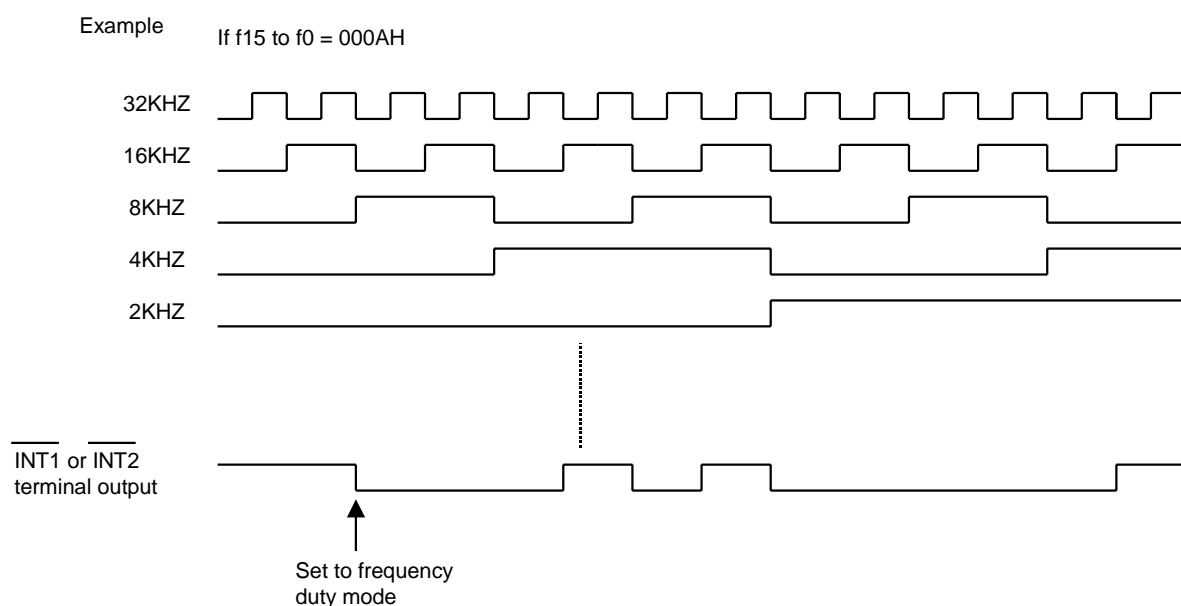 Example
If f15 to f0 = 000AH
32KHZ
16KHZ
8KHZ
4KHZ
2KHZ
INT1 or INT2
terminal output
Set to frequency
duty mode